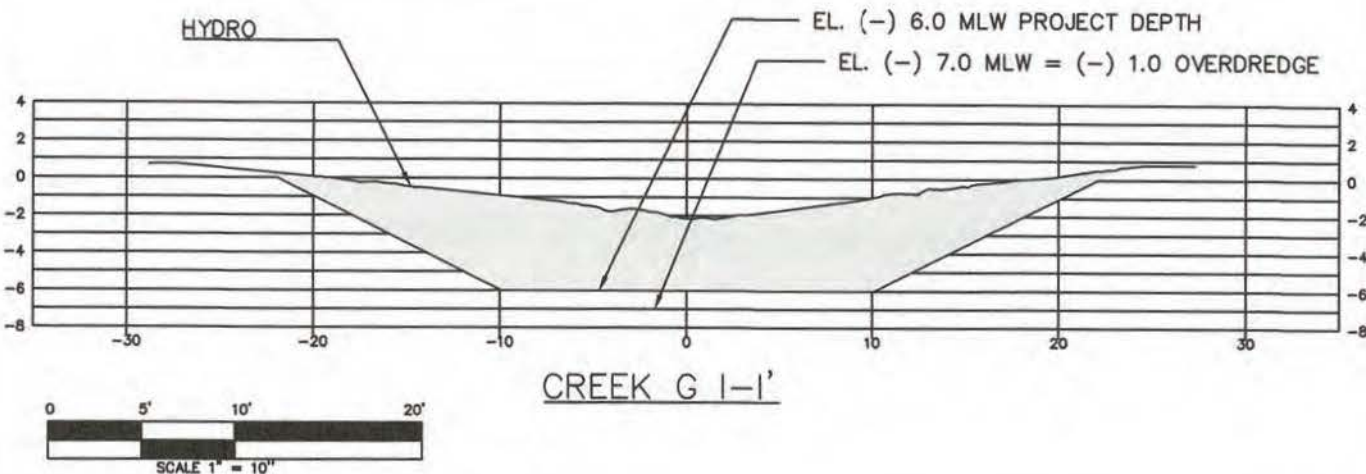 HYDRO
EL. (-) 6.0 MLW PROJECT DEPTH
EL. (-) 7.0 MLW = (-) 1.0 OVERDREDGE
4
2
0
-2
-4
-6
-8
4
2
0
-2
-4
-6
-8
-30 -20 -10 0 10 20 30
CREEK G 1-1'
0 5' 10' 20'
SCALE 1" = 10"